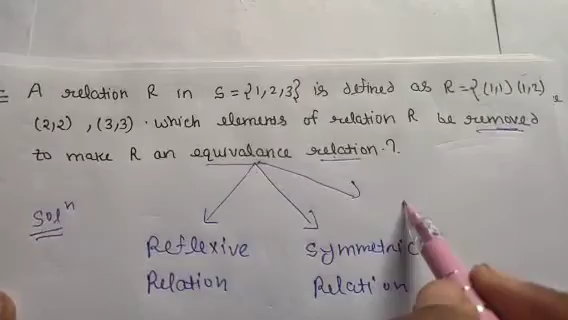 A relation R in S={1,2,3} is defined as R={(1,1)(1,2),
(2,2), (3,3). which elements of relation R be removed
to make R an equivalance relation.?.
Solⁿ
Reflexive Symmetric
Relation Relation